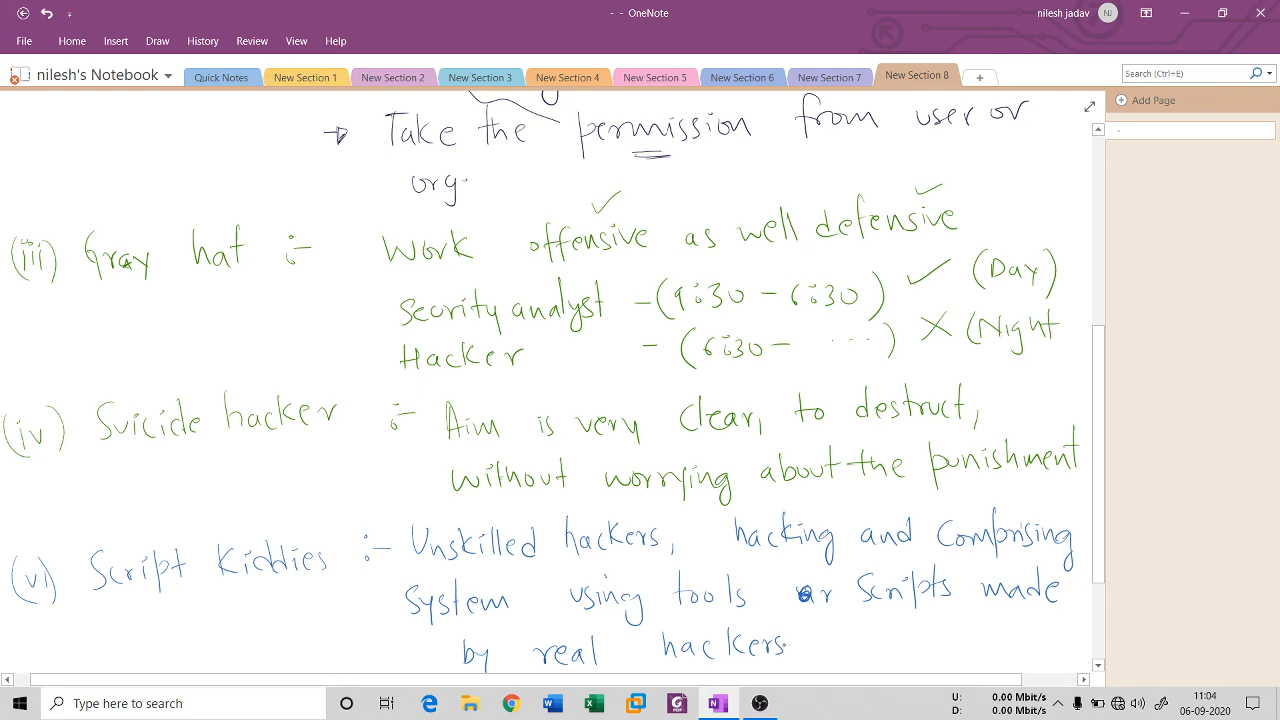 - - OneNote
nilesh jadav NJ
File Home Insert Draw History Review View Help
nilesh's Notebook Quick Notes New Section 1 New Section 2 New Section 3 New Section 4 New Section 5 New Section 6 New Section 7 New Section 8 + Search (Ctrl+E)
Add Page
-
→ Take the permission from user or
org.
(iii) Gray hat :- Work offensive ✓ as well defensive ✓
Secority analyst - (9:30 - 6:30) ✓ (Day)
Hacker - (6:30 - ....) X (Night
(iv) Suicide hacker :- Aim is very clear, to destruct,
without worrying about the punishment
(vi) Script Kiddies :- Unskilled hackers, hacking and comprising
system using tools or scripts made
by real hackers.
Type here to search
U: 0.00 Mbit/s
D: 0.00 Mbit/s
11:04
06-09-2020